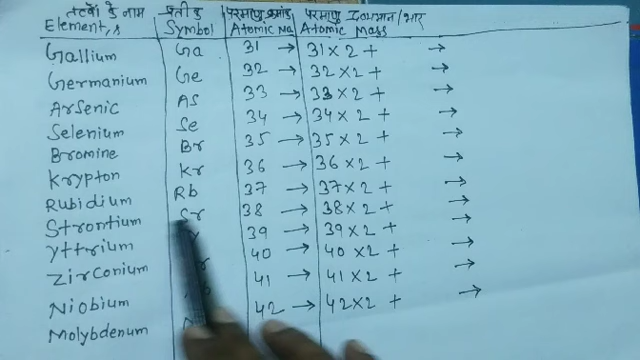 तत्वों के नाम प्रतीक परमाणु क्रमांक परमाणु द्रव्यमान/भार
Element,s Symbol Atomic No Atomic Mass
Gallium Ga 31 → 31×2+ →
Germanium Ge 32 → 32×2+ →
Arsenic As 33 → 33×2+ →
Selenium Se 34 → 34×2+ →
Bromine Br 35 → 35×2+ →
Krypton Kr 36 → 36×2+ →
Rubidium Rb 37 → 37×2+ →
Strontium Sr 38 → 38×2+ →
Yttrium 39 → 39×2+ →
Zirconium 40 → 40×2+ →
Niobium 41 → 41×2+ →
Molybdenum 42 → 42×2+ →